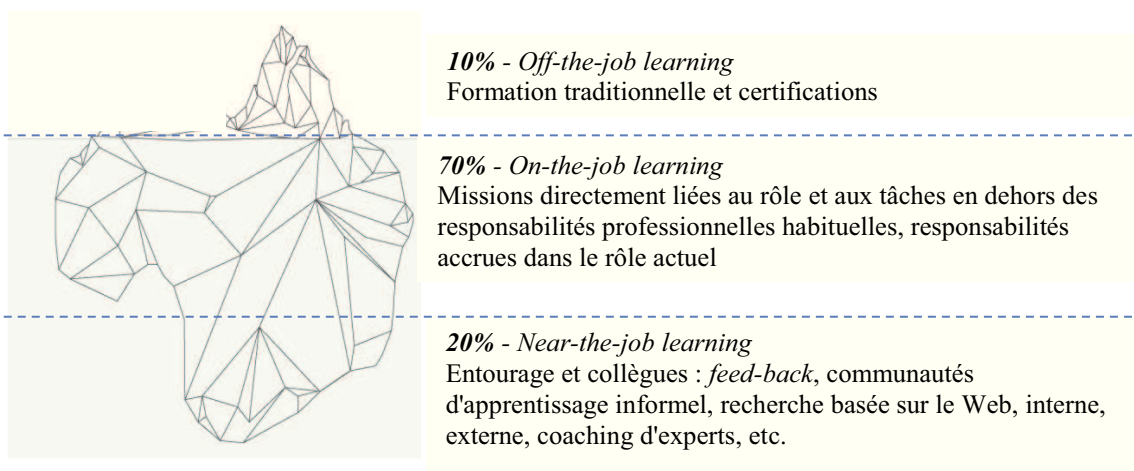 10% - Off-the-job learning
Formation traditionnelle et certifications
70% - On-the-job learning
Missions directement liées au rôle et aux tâches en dehors des
responsabilités professionnelles habituelles, responsabilités
accrues dans le rôle actuel
20% - Near-the-job learning
Entourage et collègues : feed-back, communautés
d'apprentissage informel, recherche basée sur le Web, interne,
externe, coaching d'experts, etc.